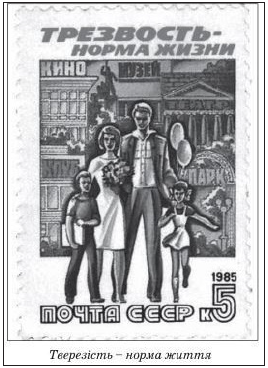 ТРЕЗВОСТЬ-
НОРМА ЖИЗНИ
КИНО
МУЗЕЙ
ПАРК
1985
ПОЧТА СССР К5
Тверезість – норма життя